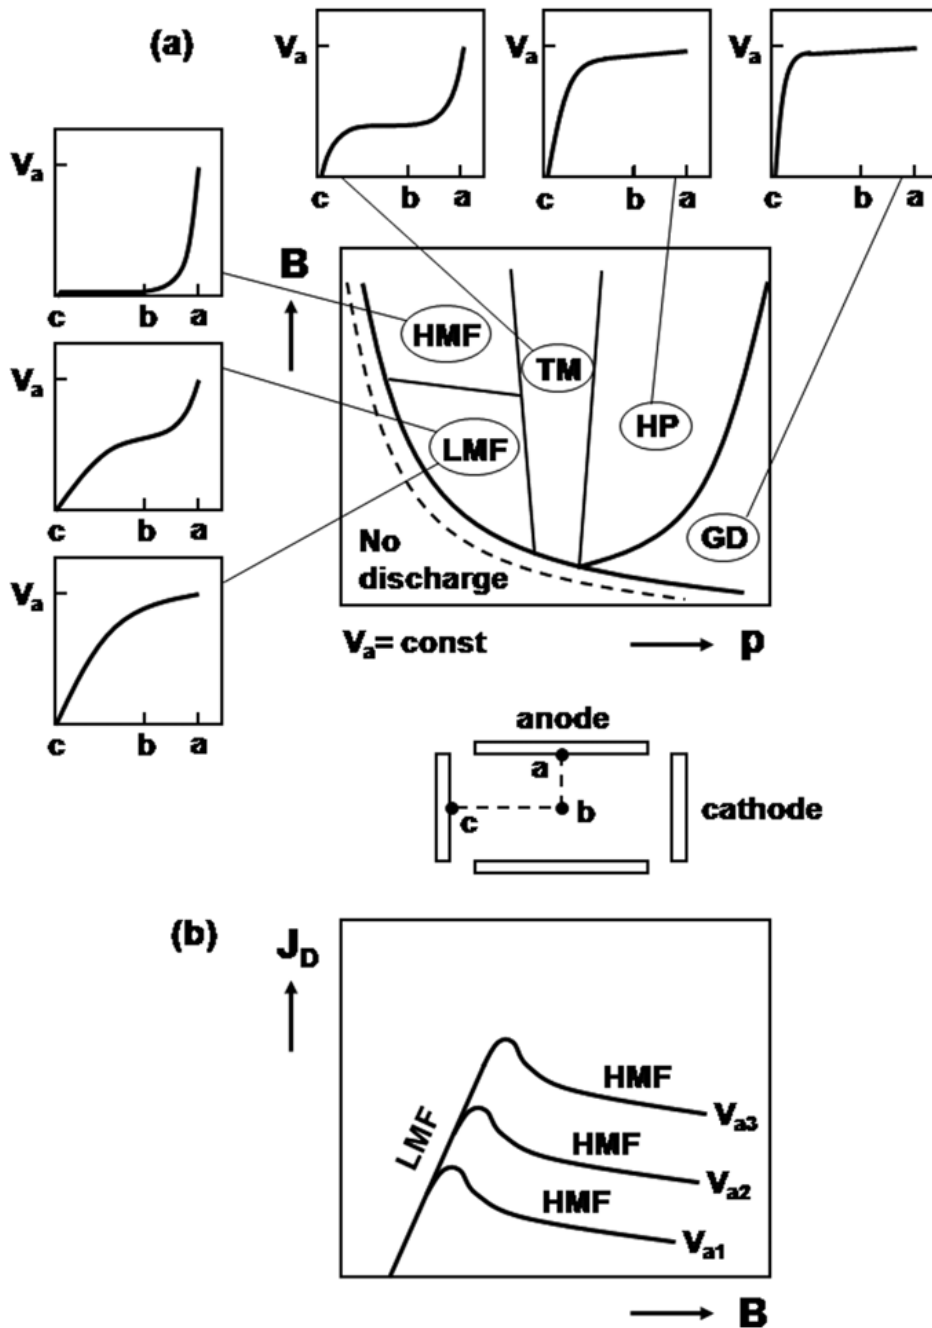 (a)
Va
c b a
Va
c b a
Va
c b a
Va
c b a
Va
c b a
Va
c b a
B
HMF
TM
HP
LMF
GD
No
discharge
Va= const
p
anode
a
b
c
cathode
(b)
JD
HMF
LMF
Va3
HMF
Va2
HMF
Va1
B